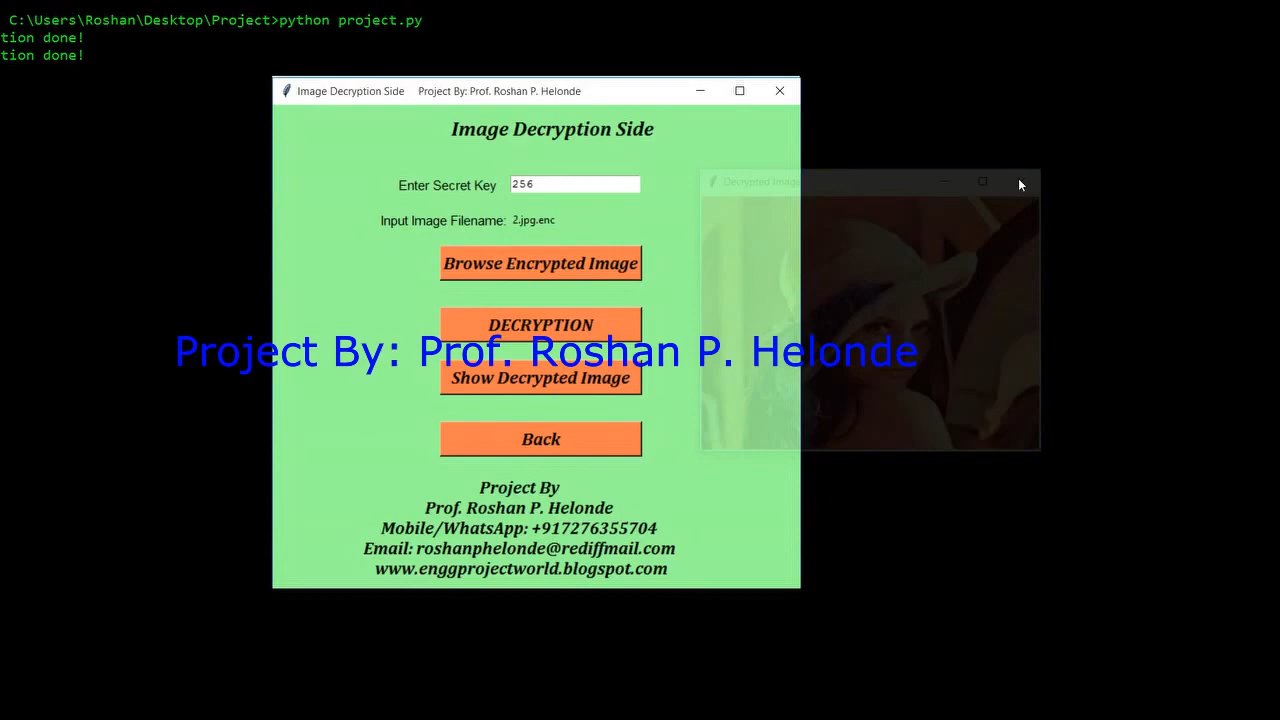 C:\Users\Roshan\Desktop\Project>python project.py
tion done!
tion done!
Image Decryption Side Project By: Prof. Roshan P. Helonde
Image Decryption Side
Decrypted Image
Enter Secret Key 256
Input Image Filename: 2.jpg.enc
Browse Encrypted Image
DECRYPTION
Project By: Prof. Roshan P. Helonde
Show Decrypted Image
Back
Project By
Prof. Roshan P. Helonde
Mobile/WhatsApp: +917276355704
Email: roshanphelonde@rediffmail.com
www.enggprojectworld.blogspot.com